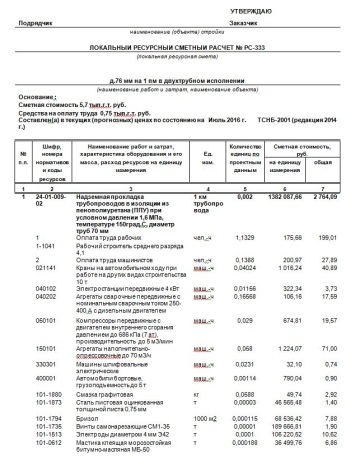 УТВЕРЖДАЮ
Подрядчик Заказчик
наименование (объекта) стройки
ЛОКАЛЬНЫЙ РЕСУРСНЫЙ СМЕТНЫЙ РАСЧЕТ № РС-333
(локальная ресурсная смета)
д.76 мм на 1 пм в двухтрубном исполнении
(наименование работ и затрат, наименование объекта)
Основание:
Сметная стоимость 5,7 тыс.г.т. руб.
Средства на оплату труда 0,75 тыс.г.т. руб.
Составлен(а) в текущих (прогнозных) ценах по состоянию на Июль 2016 г. ТСНБ-2001 (редакции 2014 г.)
№ п.п. Шифр, номера нормативов и коды ресурсов Наименование работ и затрат, характеристика оборудования и его масса, расход ресурсов на единицу измерения Ед. изм. Количество единиц по проектным данным Сметная стоимость, руб.
на единицу измерения общая
1 2 3 4 5 6 7
1 24-01-009-02 Надземная прокладка трубопроводов в изоляции из пенополиуретана (ППУ) при условном давлении 1,6 МПа, температуре 150град.С, диаметр труб 70 мм 1 км трубопровода 0,002 1382 087,66 2 764,09
1 Оплата труда рабочих чел.-ч 1,1329 175,66 199,01
1-1041 Рабочий строитель среднего разряда 4,1
2 Оплата труда машинистов чел.-ч 0,1388 200,97 27,89
021141 Краны на автомобильном ходу при работе на других видах строительства 10 т маш.-ч 0,04024 1 016,24 40,89
040102 Электростанции передвижные 4 кВт маш.-ч 0,01156 322,34 3,73
040202 Агрегаты сварочные передвижные с номинальным сварочным током 250-400 А с дизельным двигателем маш.-ч 0,16568 106,16 17,59
050101 Компрессоры передвижные с двигателем внутреннего сгорания давлением до 686 кПа (7 ат), производительность до 5 м3/мин маш.-ч 0,029 674,81 19,57
150101 Агрегаты наполнительно-опрессовочные до 70 м3/ч маш.-ч 0,058 1 224,07 71,00
330301 Машины шлифовальные электрические маш.-ч 0,0231 32,10 0,74
400001 Автомобили бортовые, грузоподъемность до 5 т маш.-ч 0,00114 790,04 0,90
101-1880 Смазка графитовая кг 0,0588 49,74 2,92
101-1873 Сталь листовая оцинкованная толщиной листа 0,75 мм т 0,00003 46 565,48 1,40
101-1794 Бризол 1000 м2 0,000115 68 536,42 7,88
101-1735 Винты самонарезающие СМ1-35 т 0,00001 189 666,81 1,90
101-1513 Электроды диаметром 4 мм Э42 т 0,0001 106 220,52 10,62
101-0612 Мастика клеящая морозостойкая битумно-масляная МБ-50 т 0,000188 36 499,76 6,86